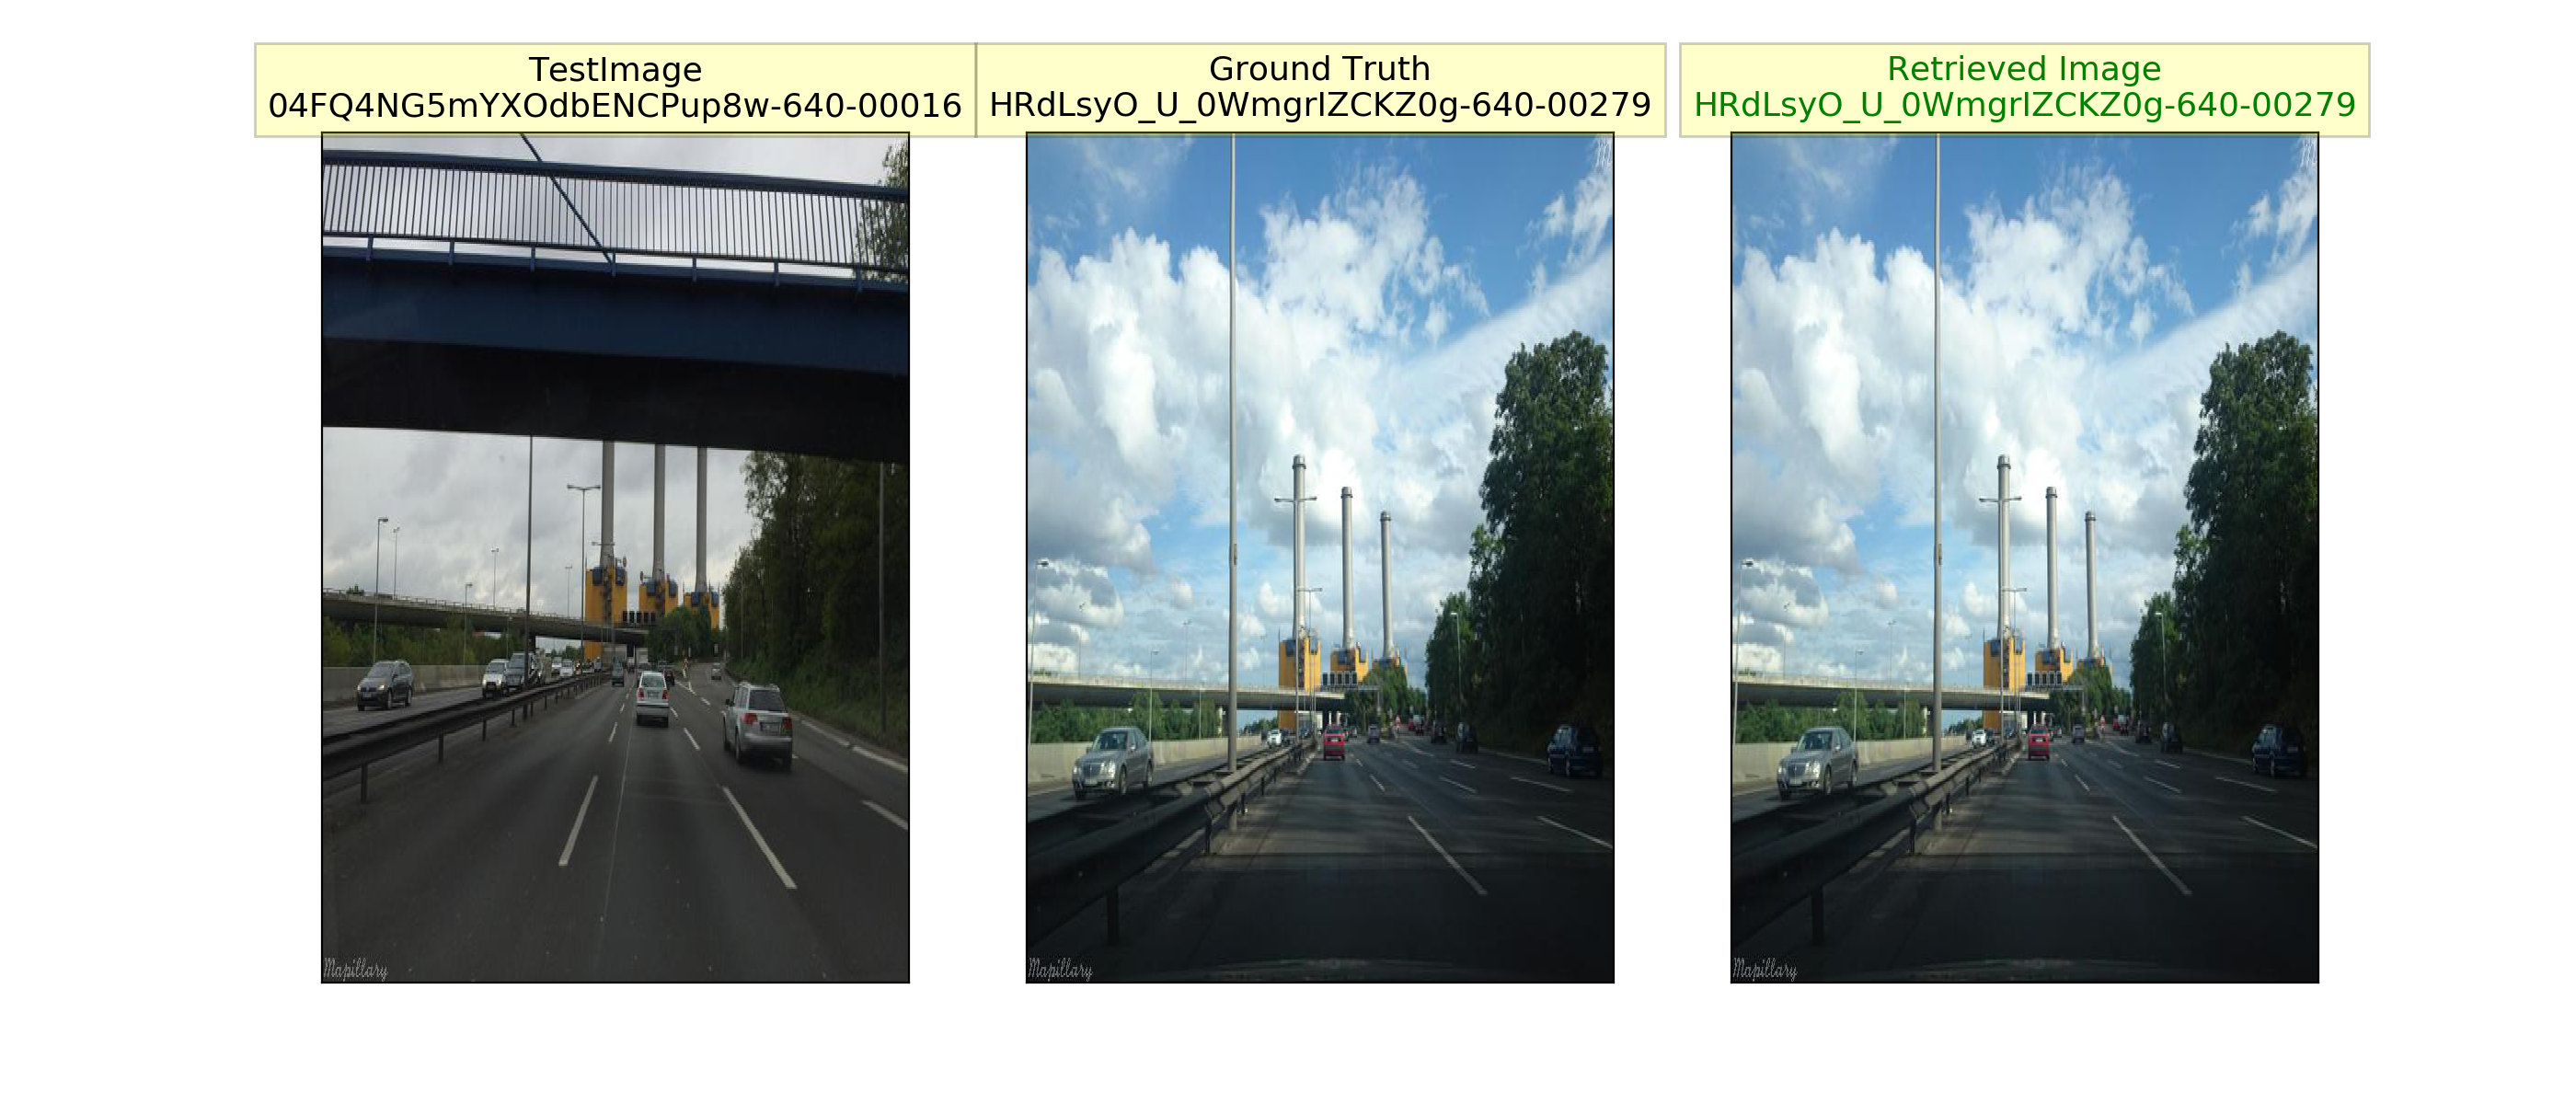 TestImage
04FQ4NG5mYXOdbENCPup8w-640-00016
Ground Truth
HRdLsyO_U_0WmgrIZCKZ0g-640-00279
Retrieved Image
HRdLsyO_U_0WmgrIZCKZ0g-640-00279
Mapillary
Mapillary
Mapillary